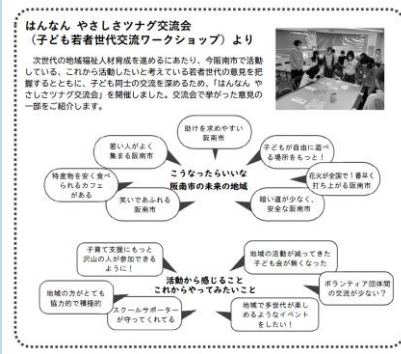 はんなん やさしさツナグ交流会
（子ども若者世代交流ワークショップ）より
次世代の地域福祉人材育成を進めるにあたり、今阪南市で活動
している、これから活動したいと考えている若者世代の意見を把
握するとともに、子ども同士の交流を深めるため、「はんなん や
さしさツナグ交流会」を開催しました。交流会で挙がった意見の
一部をご紹介します。
助けを求めやすい
阪南市
若い人がよく
集まる阪南市
子どもが自由に遊べ
る場所をもっと！
特産物を安く食べ
られるカフェ
がある
こうなったらいいな
阪南市の未来の地域
花火が全国で1番早く
打ち上がる阪南市
笑いであふれる
阪南市
暗い道が少なく、
安全な阪南市
子育て支援にもっと
沢山の人が参加できる
ように！
地域の活動が減ってきた
子ども会が無くなった
活動から感じること
これからやってみたいこと
地域の方がとても
協力的で積極的
ボランティア団体間
の交流が少ない？
スクールサポーター
が守ってくれてる
地域で多世代が楽し
めるようなイベント
をしたい！